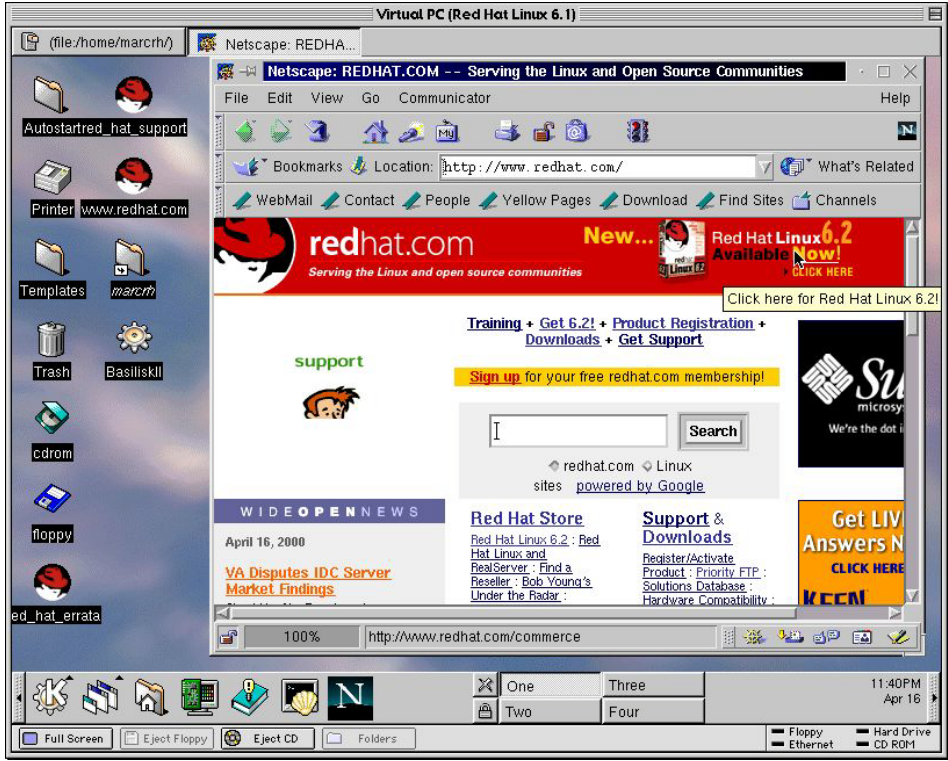 Virtual PC (Red Hat Linux 6.1)
(file:/home/marcrh/)
Netscape: REDHA...
Netscape: REDHAT.COM -- Serving the Linux and Open Source Communities
File Edit View Go Communicator Help
My
N
Bookmarks Location: http://www.redhat.com/ What's Related
WebMail Contact People Yellow Pages Download Find Sites Channels
Autostart
red_hat_support
Printer
www.redhat.com
Templates
marcrh
Trash
BasiliskII
cdrom
floppy
ed_hat_errata
redhat.com
Serving the Linux and open source communities
New...
Red Hat Linux 6.2
Available Now!
CLICK HERE
Click here for Red Hat Linux 6.2!
Training + Get 6.2! + Product Registration +
Downloads + Get Support
support
Sign up for your free redhat.com membership!
Search
redhat.com Linux
sites powered by Google
Su
microsy
We're the dot i
WIDEOPENNEWS
April 16, 2000
VA Disputes IDC Server
Market Findings
Red Hat Store
Red Hat Linux 6.2 : Red
Hat Linux and
RealServer : Find a
Reseller : Bob Young's
Under the Radar :
Support &
Downloads
Register/Activate
Product : Priority FTP :
Solutions Database :
Hardware Compatibility :
Get LIV
Answers N
CLICK HERE
KEEN
100% http://www.redhat.com/commerce
K
N
One Three
Two Four
11:40PM
Apr 16
Full Screen Eject Floppy Eject CD Folders
Floppy Hard Drive
Ethernet CD ROM